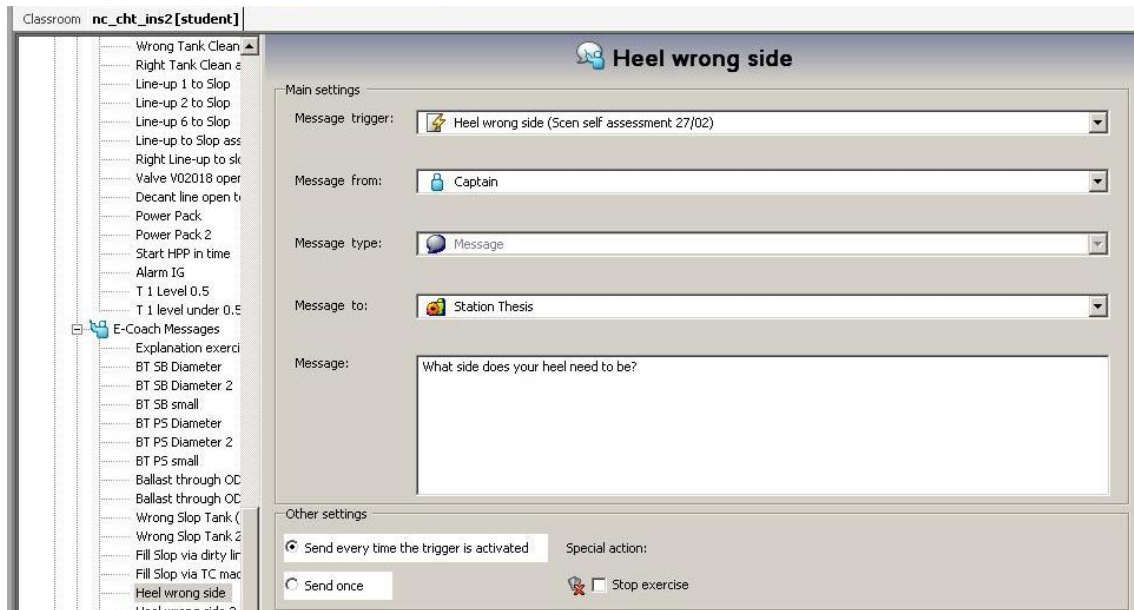 Classroom nc_cht_ins2[student]
Wrong Tank Clean
Right Tank Clean a
Line-up 1 to Slop
Line-up 2 to Slop
Line-up 6 to Slop
Line-up to Slop ass
Right Line-up to slo
Valve V02018 oper
Decant line open to
Power Pack
Power Pack 2
Start HPP in time
Alarm IG
T 1 Level 0.5
T 1 level under 0.5
E-Coach Messages
Explanation exerci
BT SB Diameter
BT SB Diameter 2
BT SB small
BT PS Diameter
BT PS Diameter 2
BT PS small
Ballast through OD
Ballast through OD
Wrong Slop Tank (
Wrong Slop Tank 2
Fill Slop via dirty lir
Fill Slop via TC mac
Heel wrong side
Heel wrong side
Main settings
Message trigger: Heel wrong side (Scen self assessment 27/02)
Message from: Captain
Message type: Message
Message to: Station Thesis
Message: What side does your heel need to be?
Other settings
Send every time the trigger is activated Special action:
Send once Stop exercise